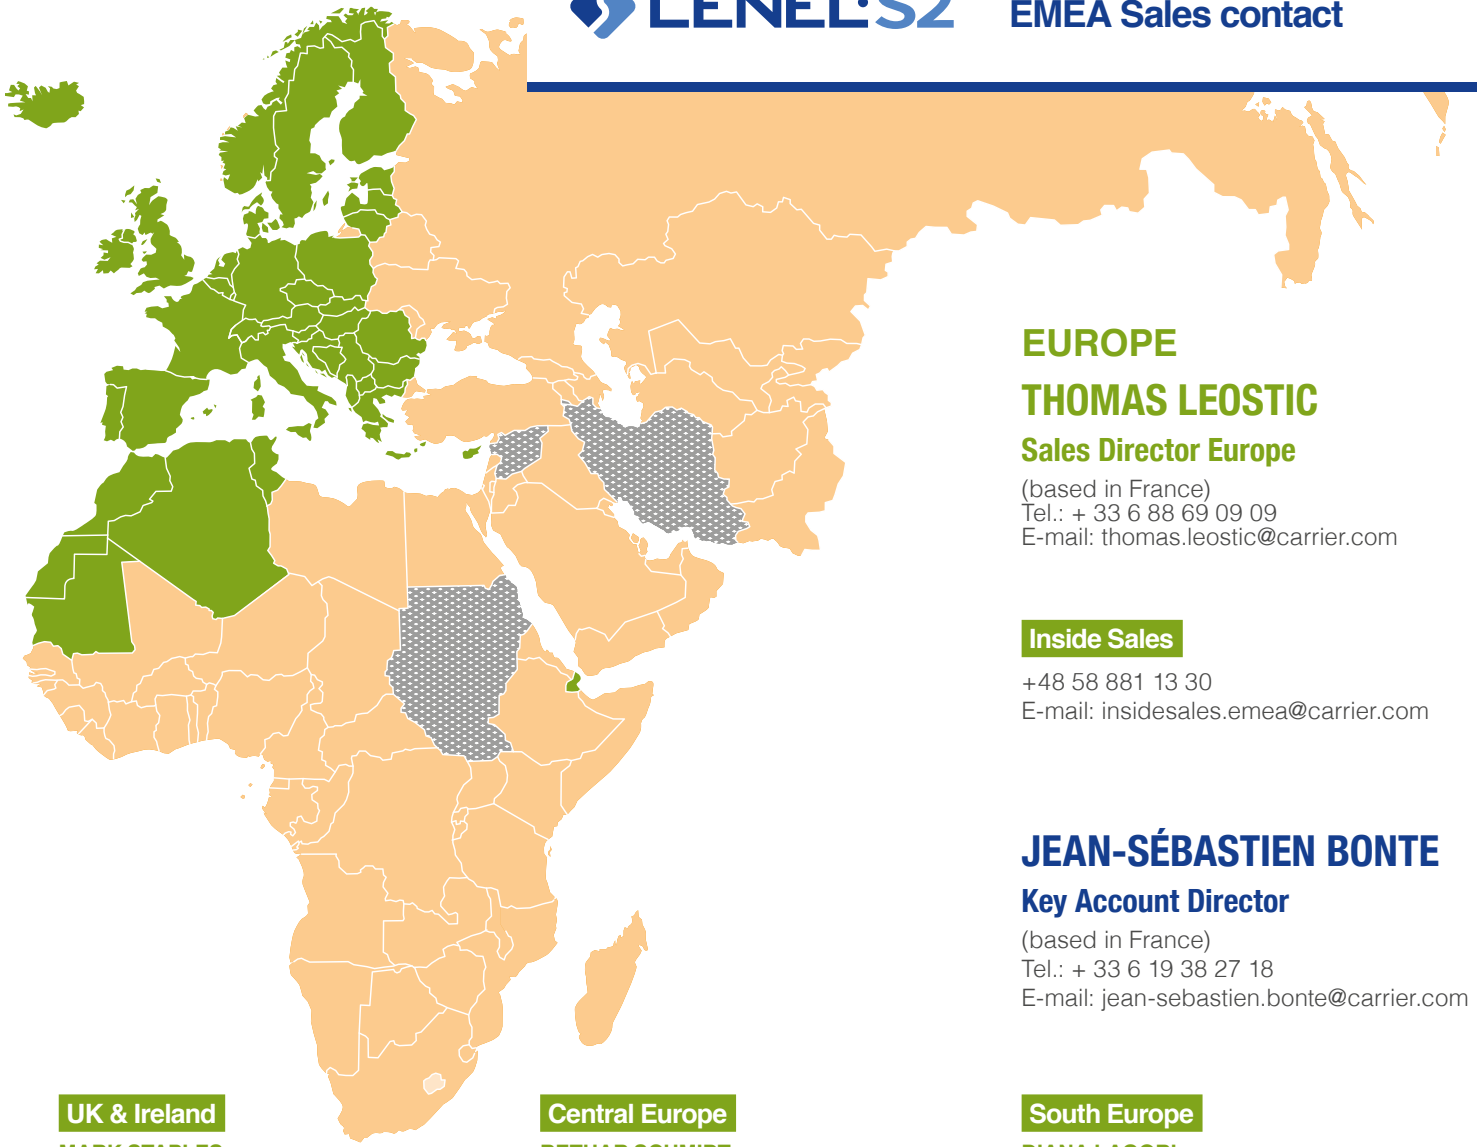 LENEL·S2
EMEA Sales contact
EUROPE
THOMAS LEOSTIC
Sales Director Europe
(based in France)
Tel.: + 33 6 88 69 09 09
E-mail: thomas.leostic@carrier.com
Inside Sales
+48 58 881 13 30
E-mail: insidesales.emea@carrier.com
JEAN-SÉBASTIEN BONTE
Key Account Director
(based in France)
Tel.: + 33 6 19 38 27 18
E-mail: jean-sebastien.bonte@carrier.com
UK & Ireland
Central Europe
South Europe